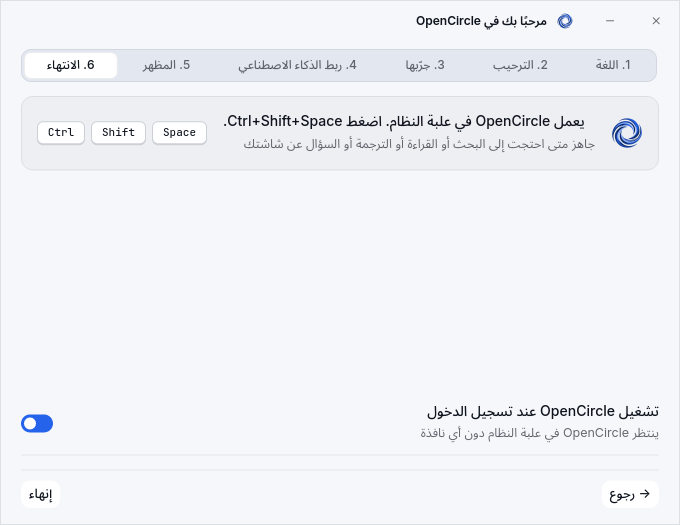 مرحبًا بك في OpenCircle
1. اللغة
2. الترحيب
3. جرّبها
4. ربط الذكاء الاصطناعي
5. المظهر
6. الانتهاء
يعمل OpenCircle في علبة النظام. اضغط Ctrl+Shift+Space.
جاهز متى احتجت إلى البحث أو القراءة أو الترجمة أو السؤال عن شاشتك
Ctrl Shift Space
تشغيل OpenCircle عند تسجيل الدخول
ينتظر OpenCircle في علبة النظام دون أي نافذة
→ رجوع
إنهاء